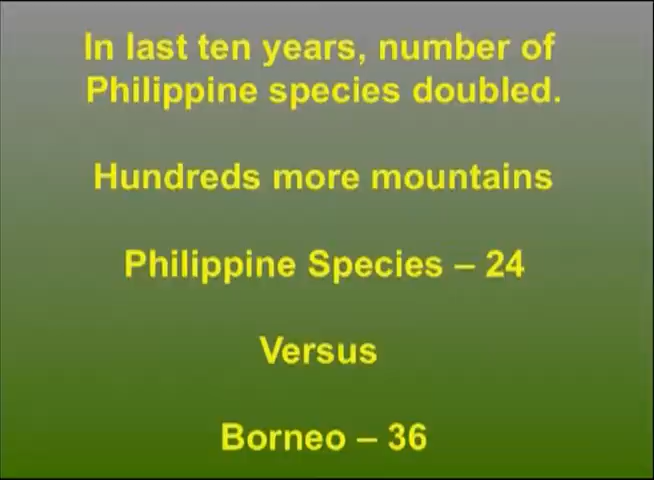 In last ten years, number of
Philippine species doubled.
Hundreds more mountains
Philippine Species – 24
Versus
Borneo – 36